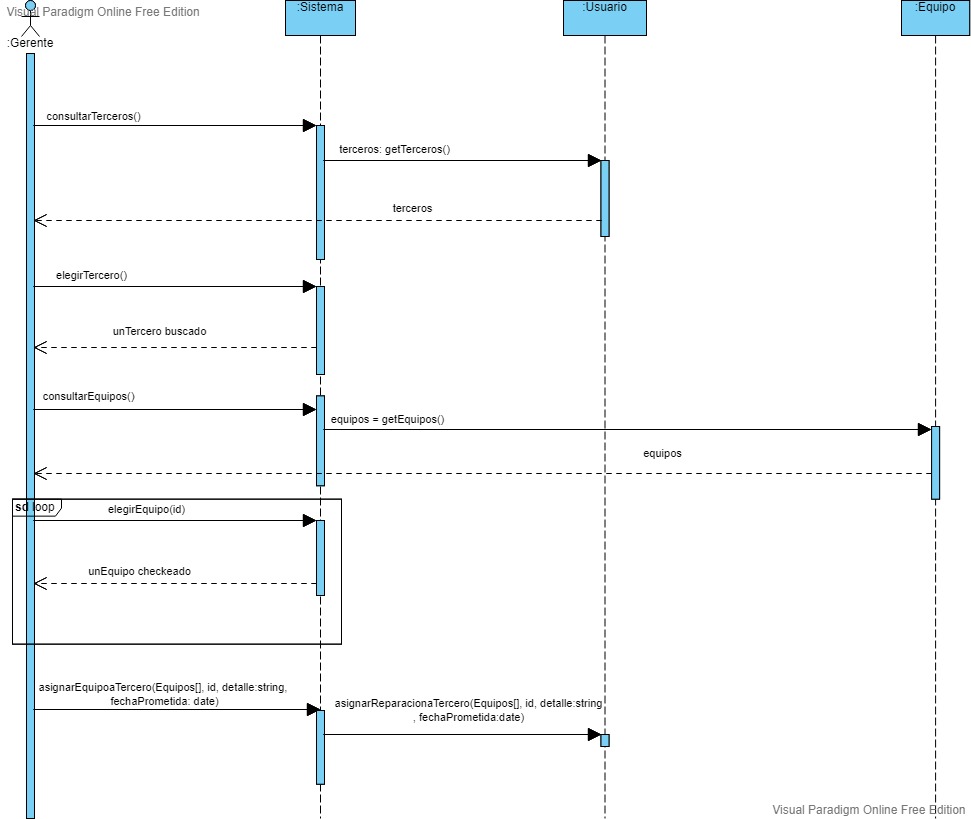 Visual Paradigm Online Free Edition
:Sistema
:Usuario
:Equipo
:Gerente
consultarTerceros()
terceros: getTerceros()
terceros
elegirTercero()
unTercero buscado
consultarEquipos()
equipos = getEquipos()
equipos
sd loop
elegirEquipo(id)
unEquipo checkeado
asignarEquipoaTercero(Equipos[], id, detalle:string,
fechaPrometida: date)
asignarReparacionaTercero(Equipos[], id, detalle:string
, fechaPrometida:date)
Visual Paradigm Online Free Edition